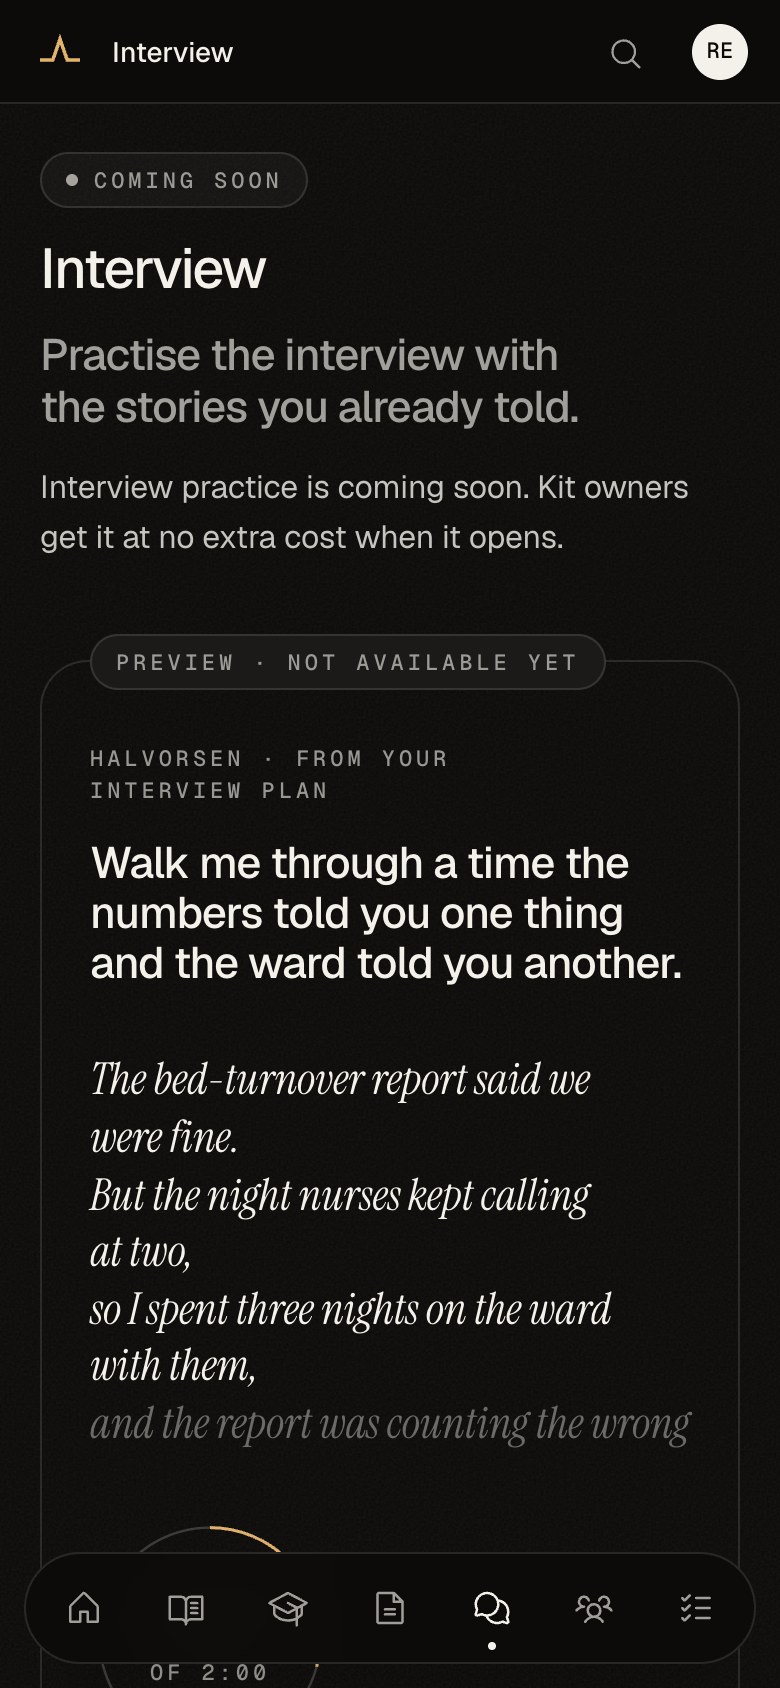 Interview
RE
COMING SOON
Interview
Practise the interview with
the stories you already told.
Interview practice is coming soon. Kit owners
get it at no extra cost when it opens.
PREVIEW · NOT AVAILABLE YET
HALVORSEN · FROM YOUR
INTERVIEW PLAN
Walk me through a time the
numbers told you one thing
and the ward told you another.
The bed-turnover report said we
were fine.
But the night nurses kept calling
at two,
so I spent three nights on the ward
with them,
and the report was counting the wrong
OF 2:00